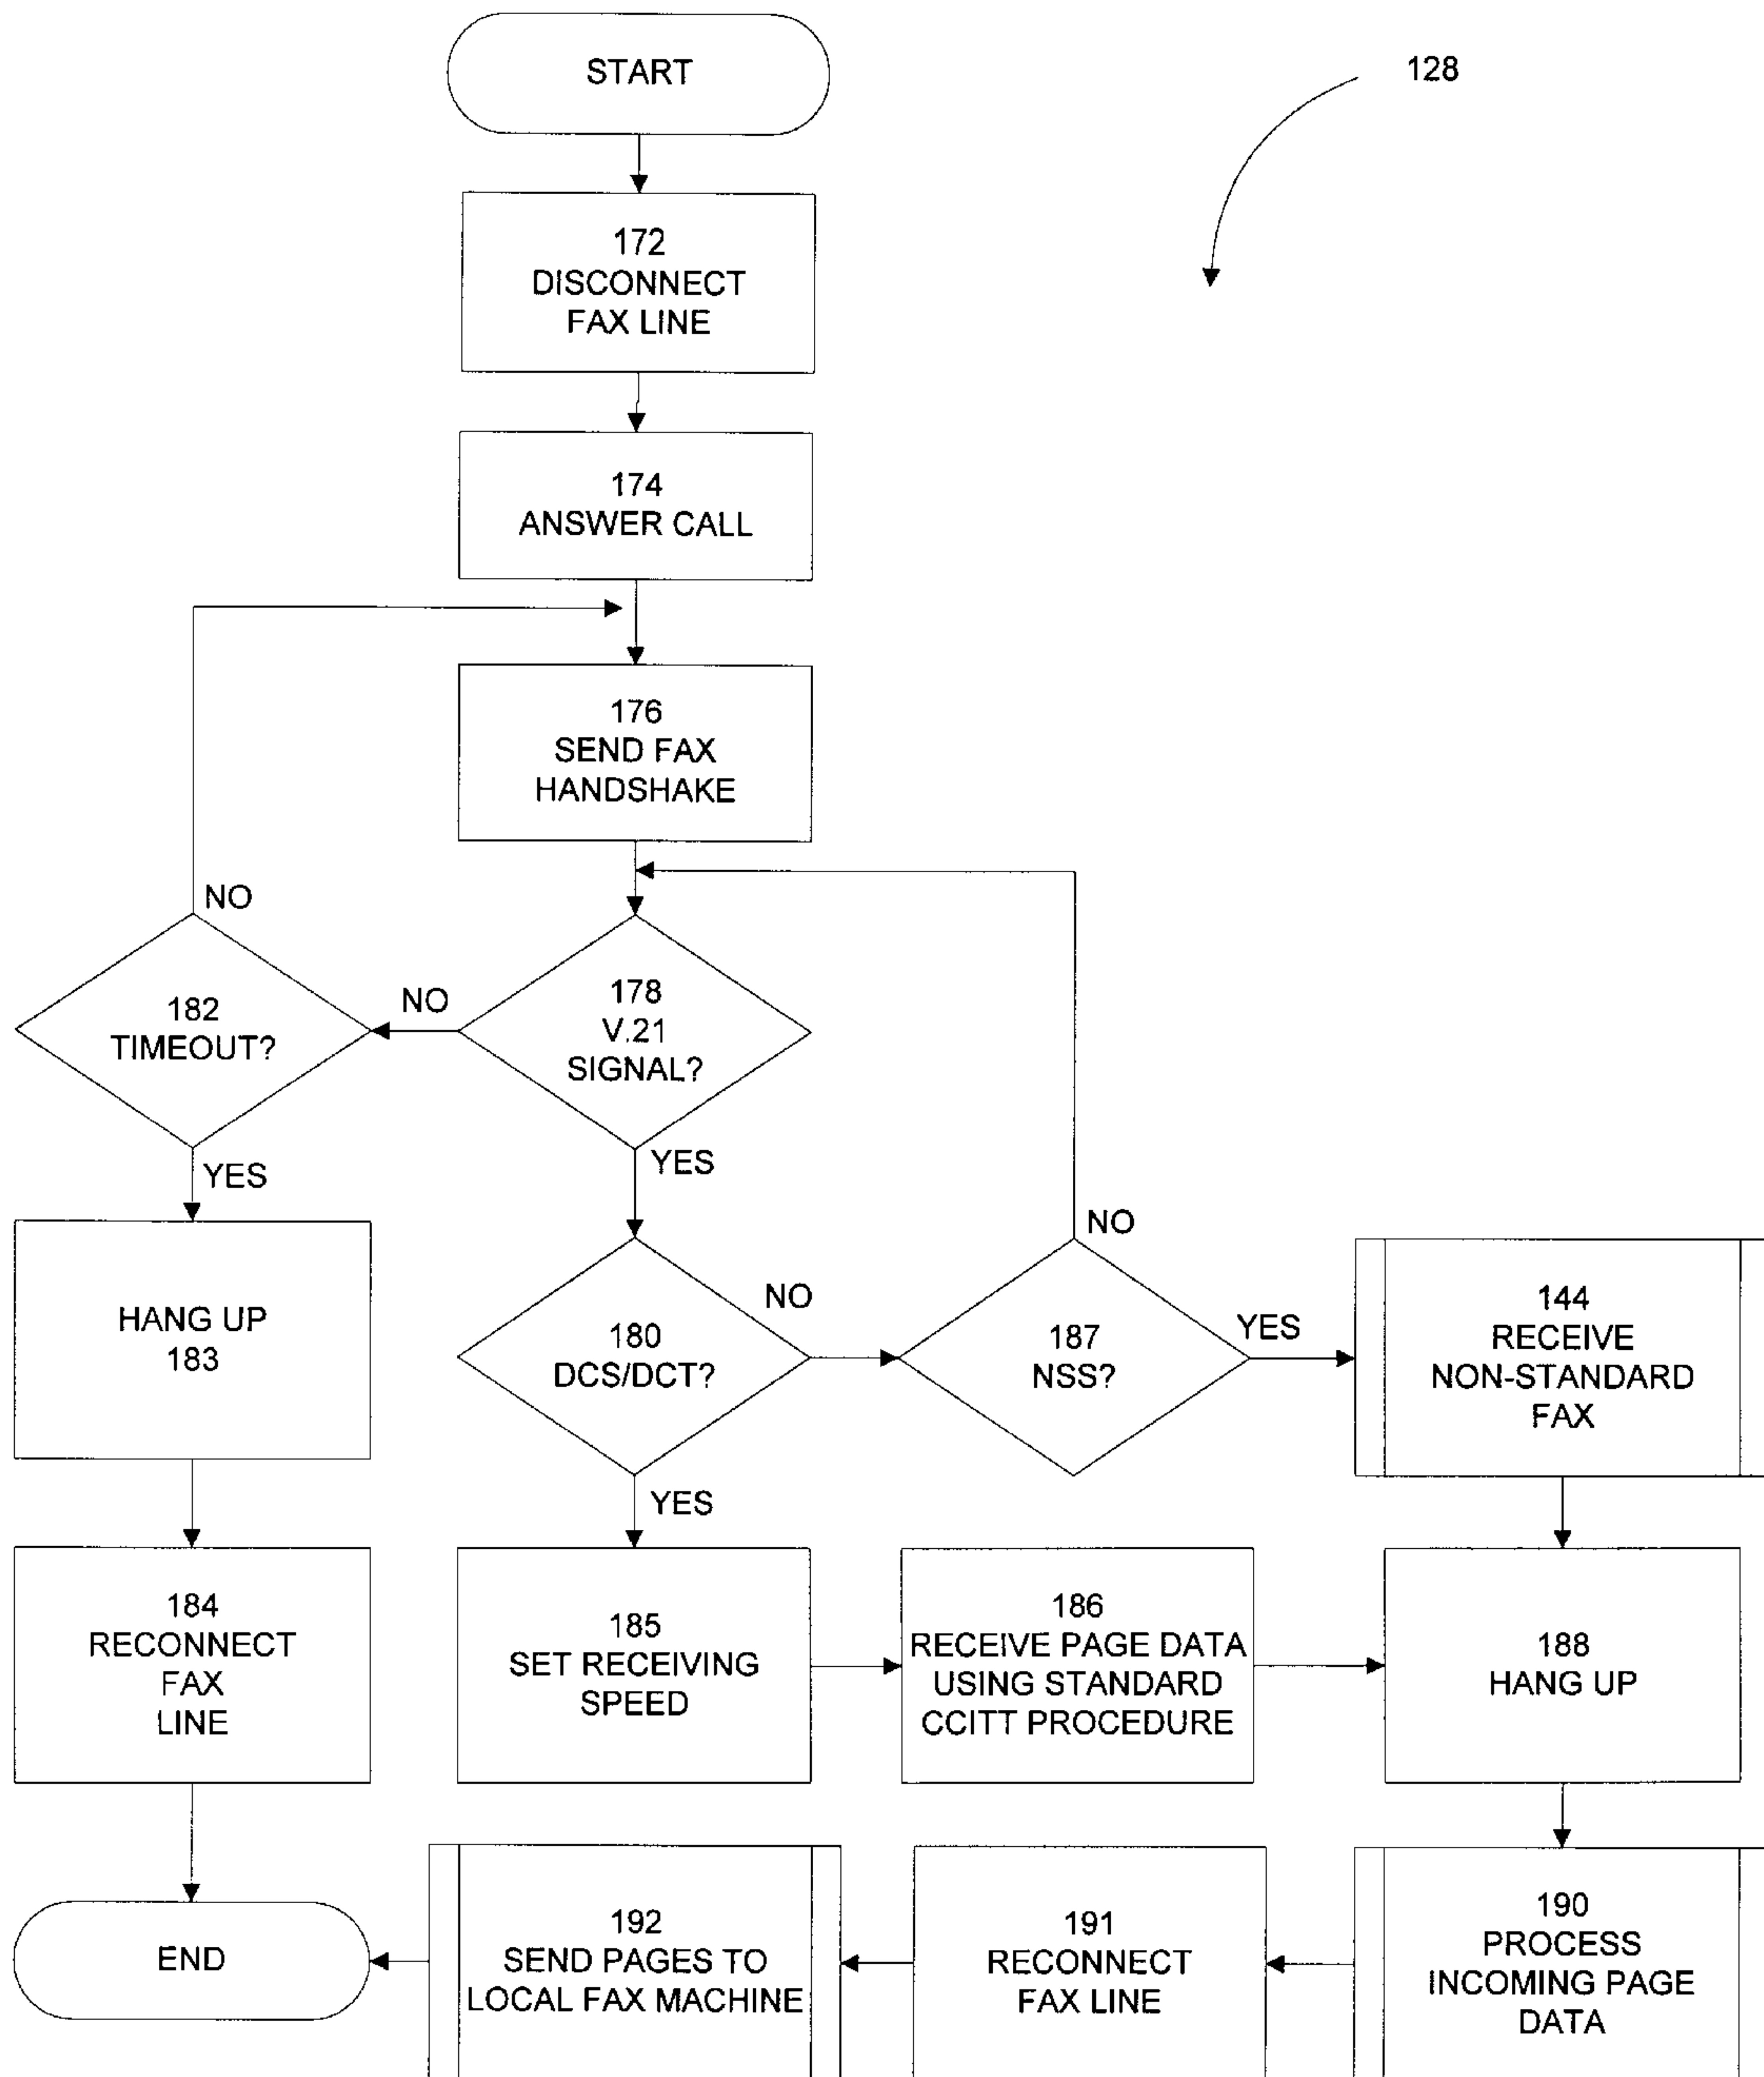 START
128
172
DISCONNECT
FAX LINE
174
ANSWER CALL
176
SEND FAX
HANDSHAKE
NO
182
TIMEOUT?
NO
178
V.21
SIGNAL?
YES
YES
HANG UP
183
180
DCS/DCT?
NO
NO
187
NSS?
YES
144
RECEIVE
NON-STANDARD
FAX
YES
184
RECONNECT
FAX
LINE
185
SET RECEIVING
SPEED
186
RECEIVE PAGE DATA
USING STANDARD
CCITT PROCEDURE
188
HANG UP
END
192
SEND PAGES TO
LOCAL FAX MACHINE
191
RECONNECT
FAX LINE
190
PROCESS
INCOMING PAGE
DATA